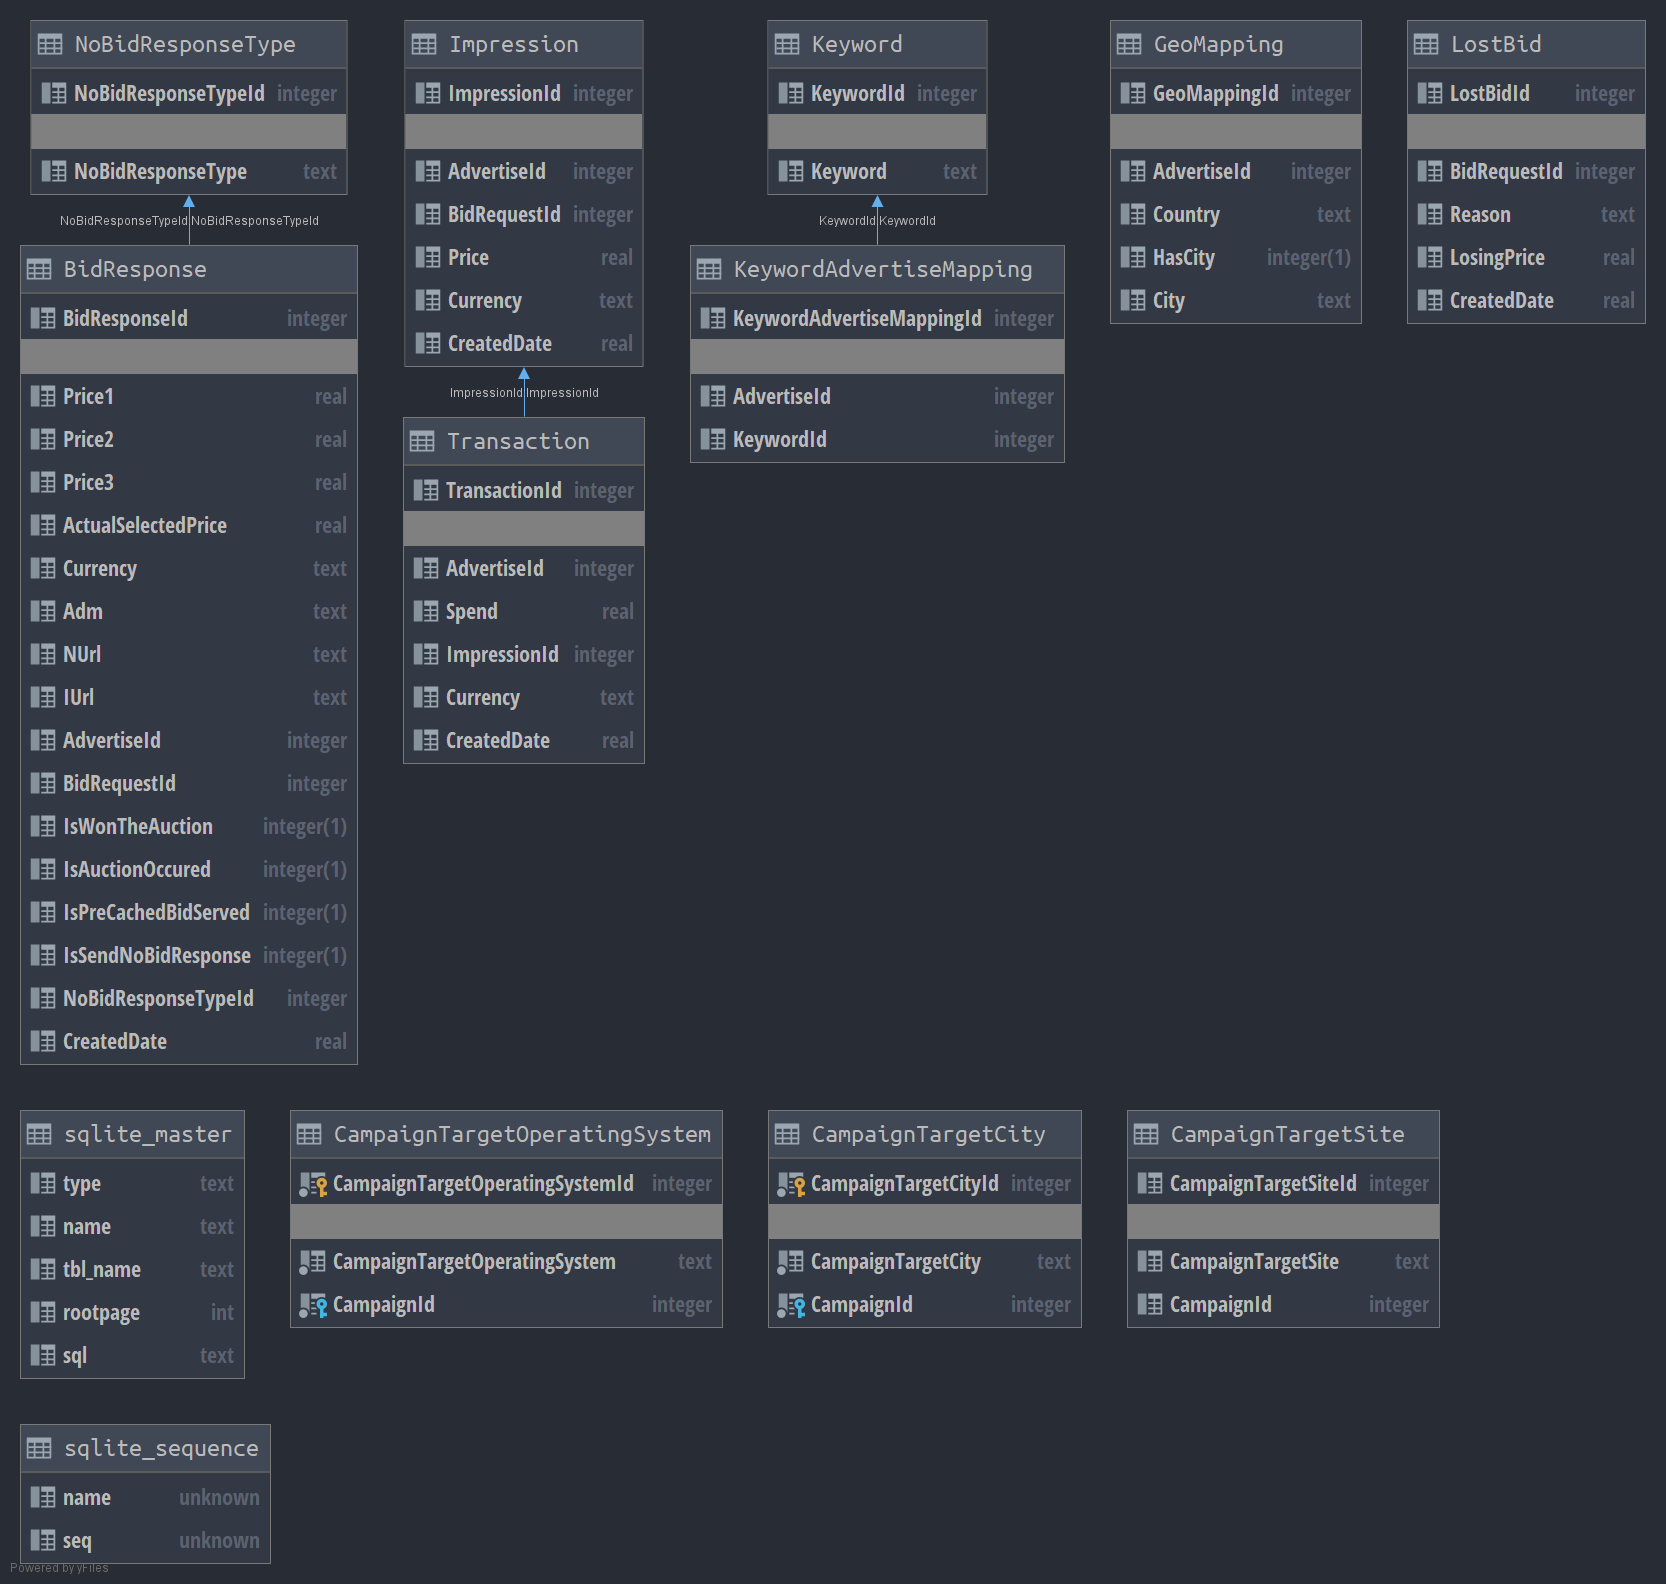 NoBidResponseType
NoBidResponseTypeId integer
NoBidResponseType text
NoBidResponseTypeId:NoBidResponseTypeId
BidResponse
BidResponseId integer
Price1 real
Price2 real
Price3 real
ActualSelectedPrice real
Currency text
Adm text
NUrl text
IUrl text
AdvertiseId integer
BidRequestId integer
IsWonTheAuction integer(1)
IsAuctionOccured integer(1)
IsPreCachedBidServed integer(1)
IsSendNoBidResponse integer(1)
NoBidResponseTypeId integer
CreatedDate real
Impression
ImpressionId integer
AdvertiseId integer
BidRequestId integer
Price real
Currency text
CreatedDate real
ImpressionId:ImpressionId
Transaction
TransactionId integer
AdvertiseId integer
Spend real
ImpressionId integer
Currency text
CreatedDate real
Keyword
KeywordId integer
Keyword text
KeywordId:KeywordId
KeywordAdvertiseMapping
KeywordAdvertiseMappingId integer
AdvertiseId integer
KeywordId integer
GeoMapping
GeoMappingId integer
AdvertiseId integer
Country text
HasCity integer(1)
City text
LostBid
LostBidId integer
BidRequestId integer
Reason text
LosingPrice real
CreatedDate real
sqlite_master
type text
name text
tbl_name text
rootpage int
sql text
CampaignTargetOperatingSystem
CampaignTargetOperatingSystemId integer
CampaignTargetOperatingSystem text
CampaignId integer
CampaignTargetCity
CampaignTargetCityId integer
CampaignTargetCity text
CampaignId integer
CampaignTargetSite
CampaignTargetSiteId integer
CampaignTargetSite text
CampaignId integer
sqlite_sequence
name unknown
seq unknown
Powered by yFiles